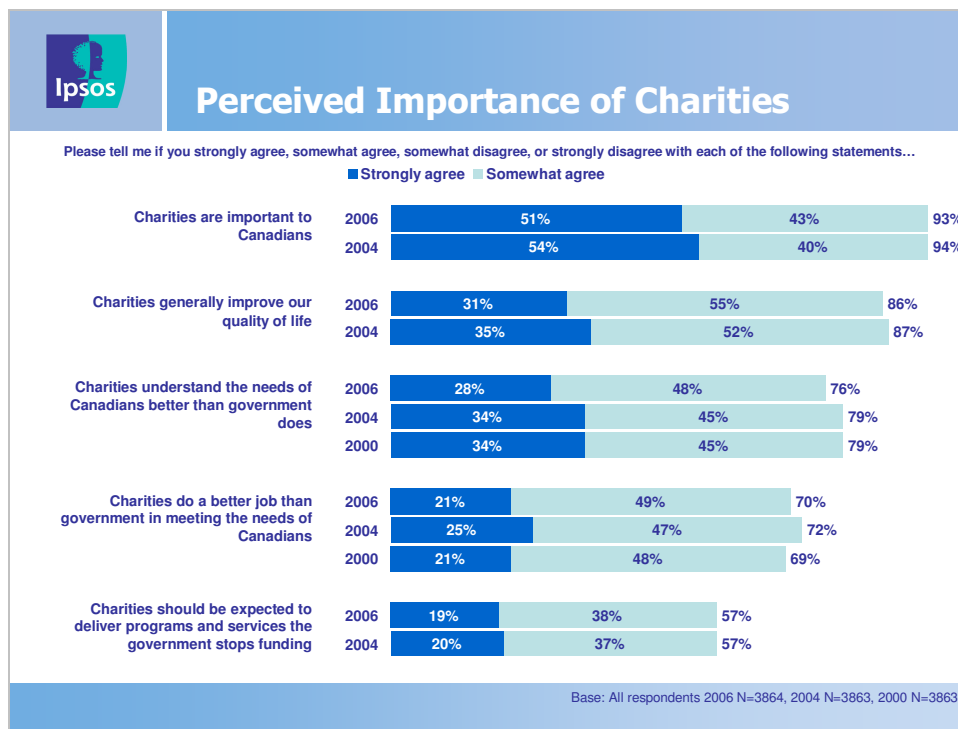 Ipsos
Perceived Importance of Charities
Please tell me if you strongly agree, somewhat agree, somewhat disagree, or strongly disagree with each of the following statements…
Strongly agree Somewhat agree
Charities are important to
Canadians
2006 51% 43% 93%
2004 54% 40% 94%
Charities generally improve our
quality of life
2006 31% 55% 86%
2004 35% 52% 87%
Charities understand the needs of
Canadians better than government
does
2006 28% 48% 76%
2004 34% 45% 79%
2000 34% 45% 79%
Charities do a better job than
government in meeting the needs of
Canadians
2006 21% 49% 70%
2004 25% 47% 72%
2000 21% 48% 69%
Charities should be expected to
deliver programs and services the
government stops funding
2006 19% 38% 57%
2004 20% 37% 57%
Base: All respondents 2006 N=3864, 2004 N=3863, 2000 N=3863